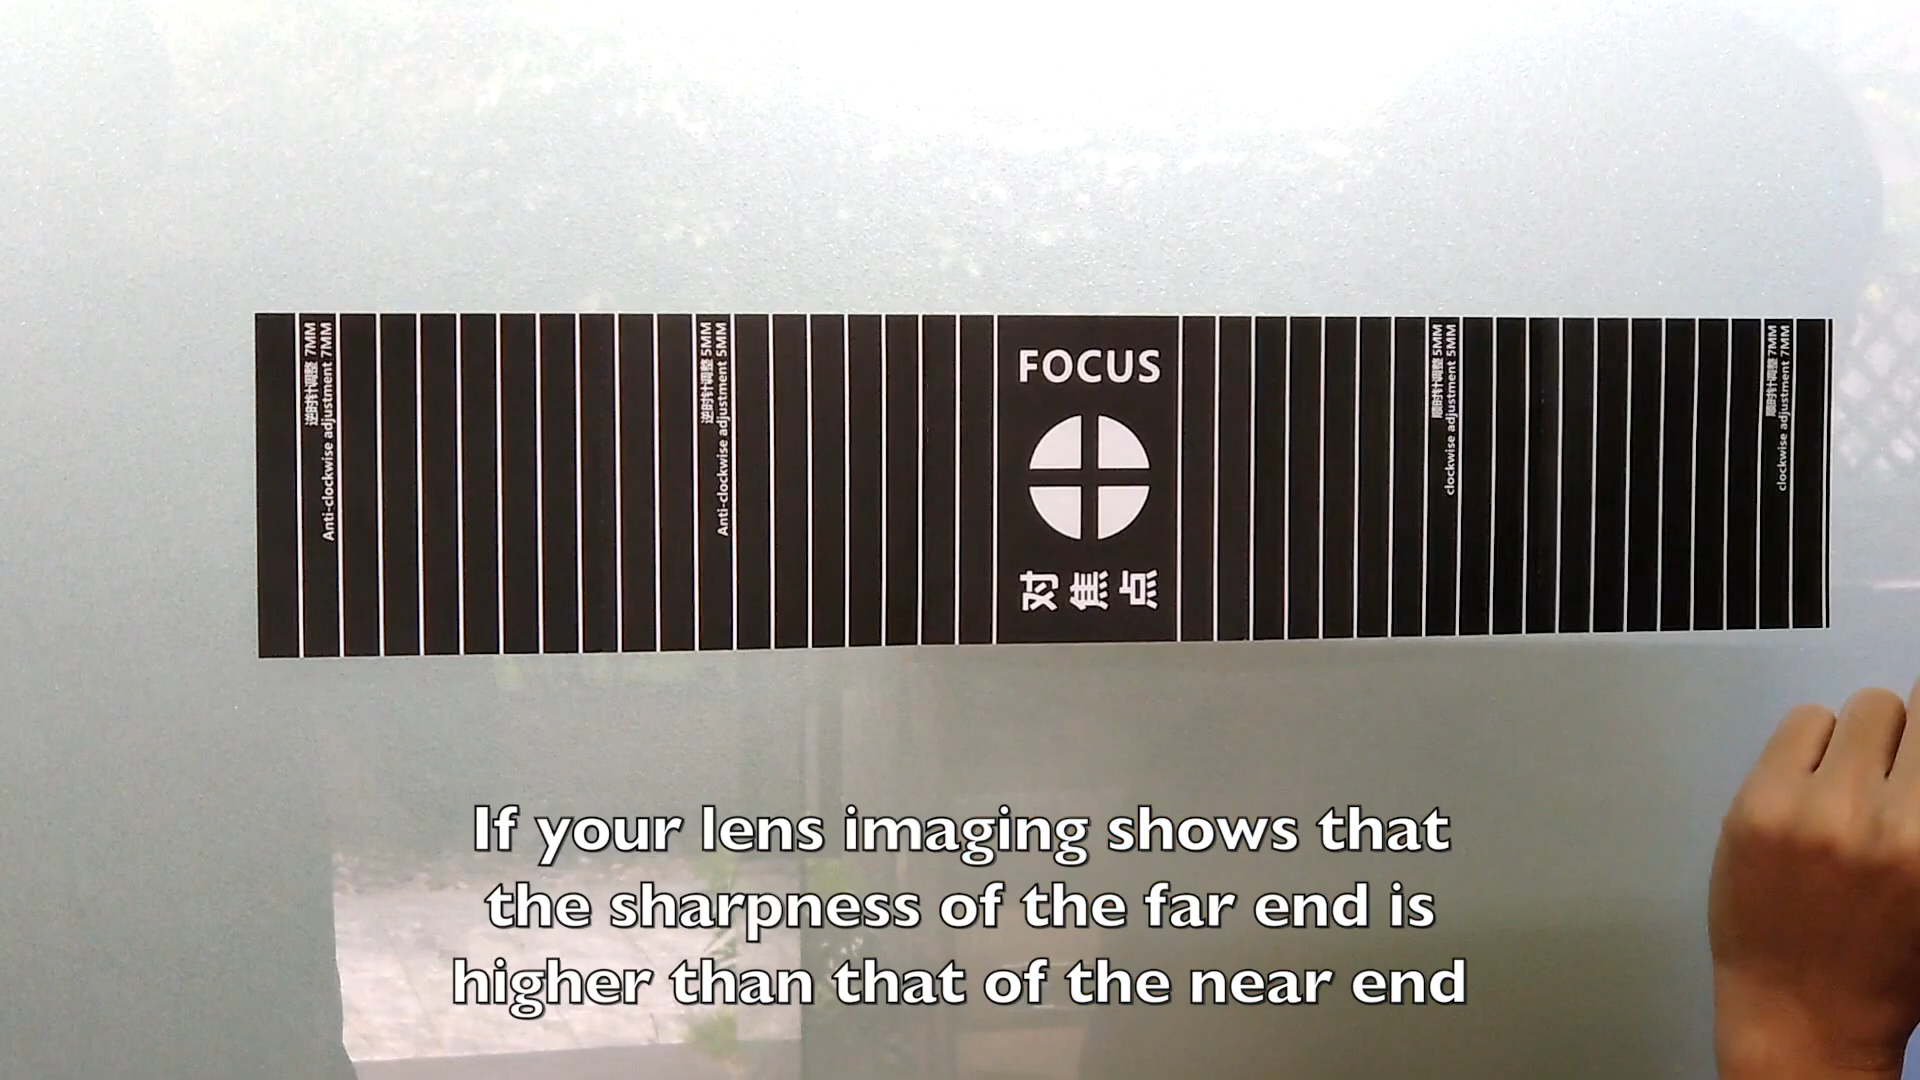 逆时针调整 7MM
Anti-clockwise adjustment 7MM
逆时针调整 5MM
Anti-clockwise adjustment 5MM
FOCUS
对焦点
顺时针调整 5MM
clockwise adjustment 5MM
顺时针调整 7MM
clockwise adjustment 7MM
If your lens imaging shows that
the sharpness of the far end is
higher than that of the near end